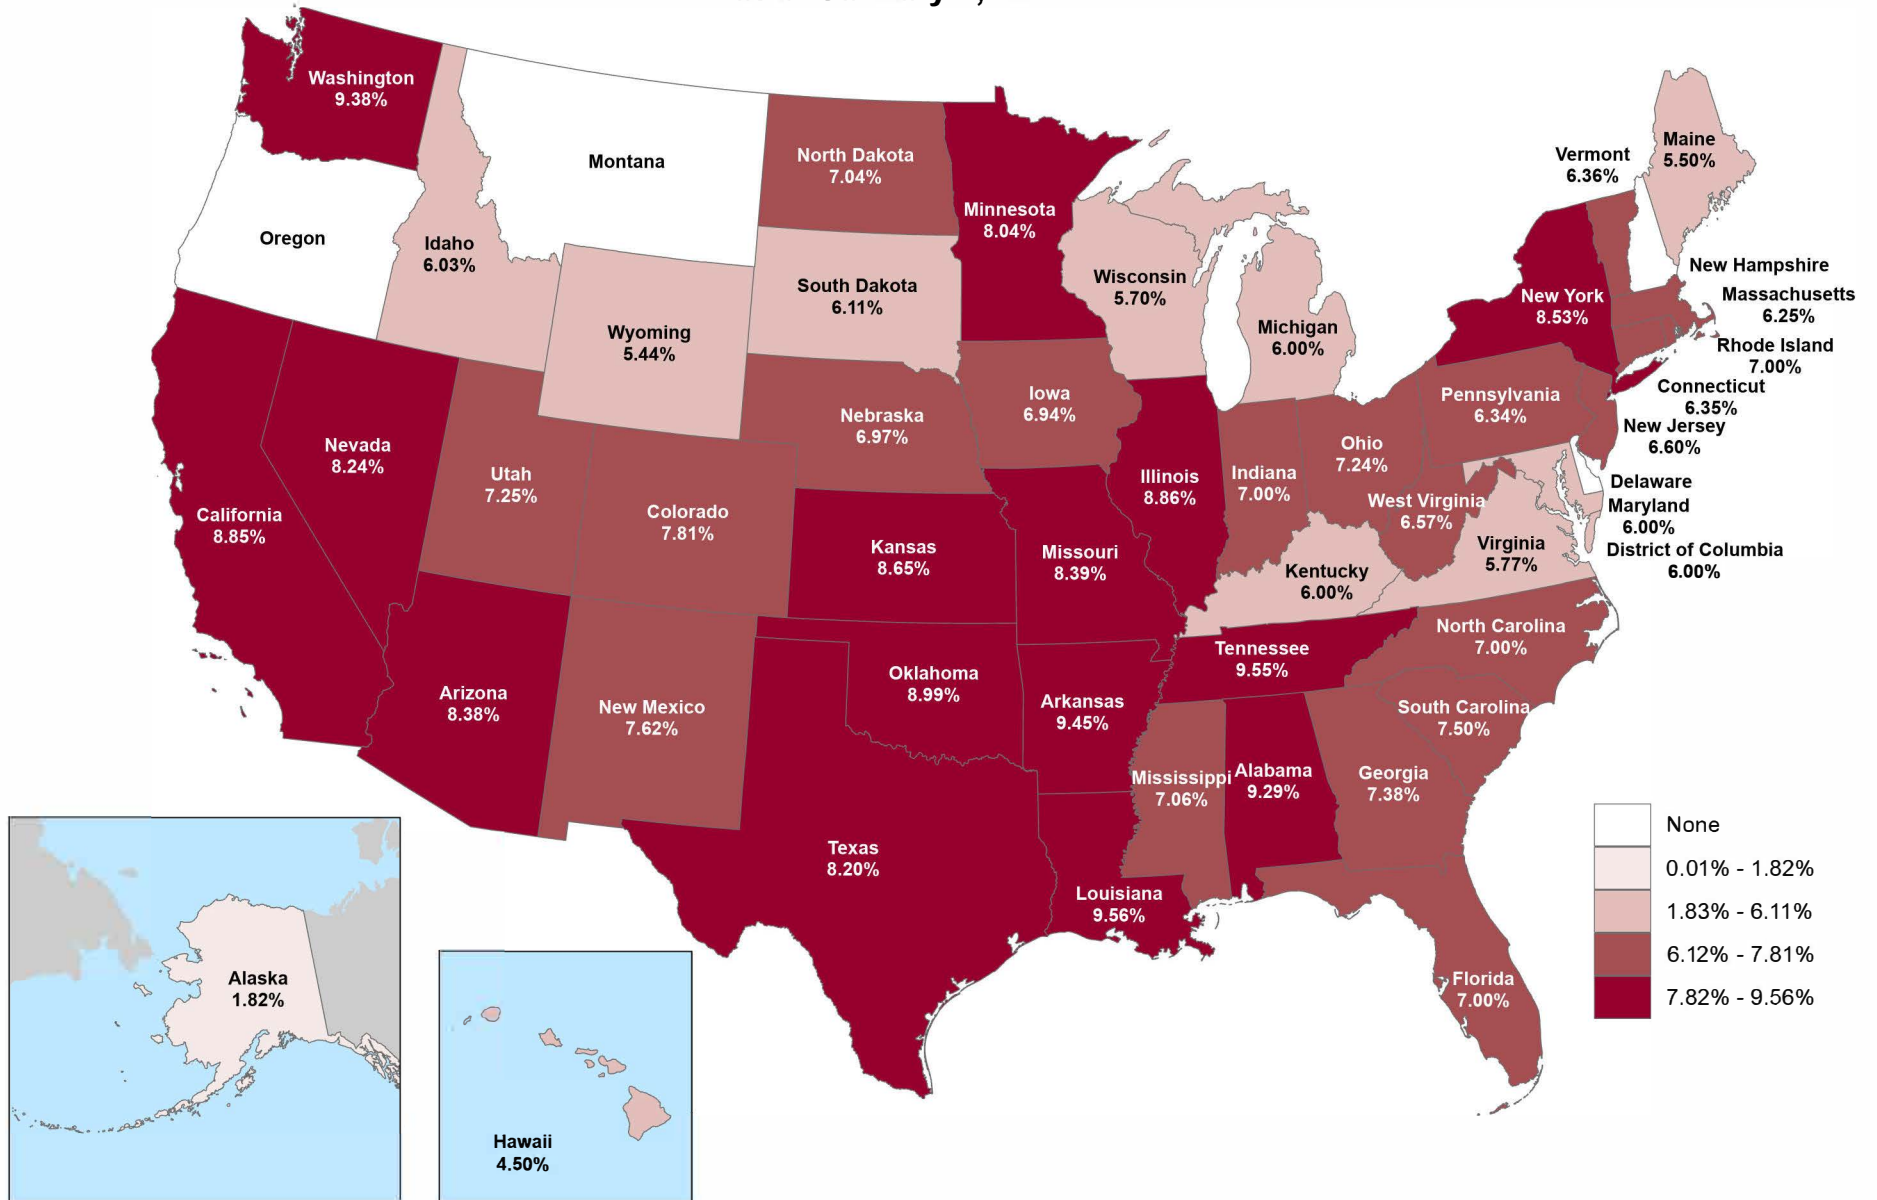 Washington
9.38%
Montana
North Dakota
7.04%
Minnesota
8.04%
Vermont
6.36%
Maine
5.50%
Oregon
Idaho
6.03%
Wyoming
5.44%
South Dakota
6.11%
Wisconsin
5.70%
Michigan
6.00%
New York
8.53%
New Hampshire
Massachusetts
6.25%
Rhode Island
7.00%
Connecticut
6.35%
New Jersey
6.60%
Delaware
Maryland
6.00%
District of Columbia
6.00%
Nevada
8.24%
Utah
7.25%
Colorado
7.81%
Nebraska
6.97%
Iowa
6.94%
Illinois
8.86%
Indiana
7.00%
Ohio
7.24%
Pennsylvania
6.34%
West Virginia
6.57%
Virginia
5.77%
California
8.85%
Kansas
8.65%
Missouri
8.39%
Kentucky
6.00%
North Carolina
7.00%
Tennessee
9.55%
Arizona
8.38%
New Mexico
7.62%
Oklahoma
8.99%
Arkansas
9.45%
South Carolina
7.50%
Mississippi
7.06%
Alabama
9.29%
Georgia
7.38%
Texas
8.20%
Louisiana
9.56%
Florida
7.00%
Alaska
1.82%
Hawaii
4.50%
None
0.01% - 1.82%
1.83% - 6.11%
6.12% - 7.81%
7.82% - 9.56%